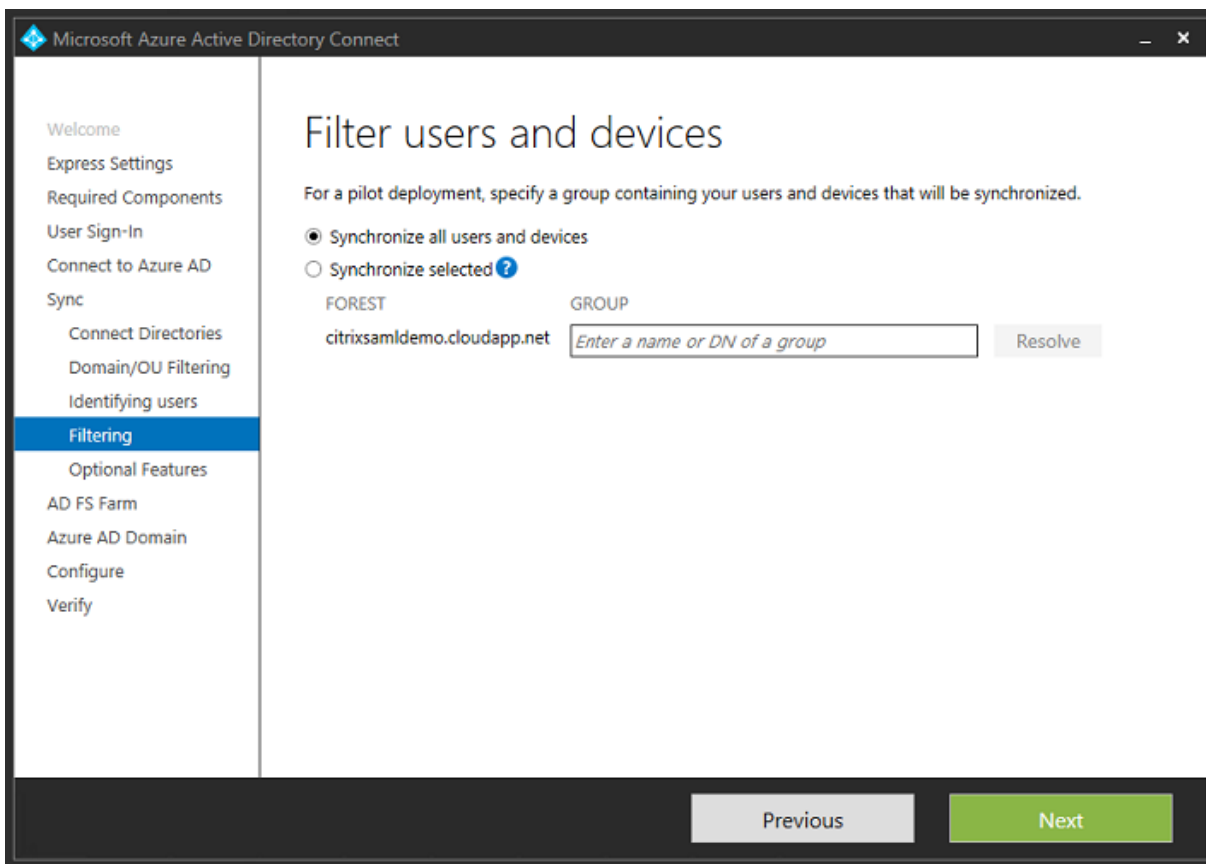 Microsoft Azure Active Directory Connect
Welcome
Express Settings
Required Components
User Sign-In
Connect to Azure AD
Sync
Connect Directories
Domain/OU Filtering
Identifying users
Filtering
Optional Features
AD FS Farm
Azure AD Domain
Configure
Verify
Filter users and devices
For a pilot deployment, specify a group containing your users and devices that will be synchronized.
Synchronize all users and devices
Synchronize selected ?
FOREST GROUP
citrixsamldemo.cloudapp.net Enter a name or DN of a group Resolve
Previous Next